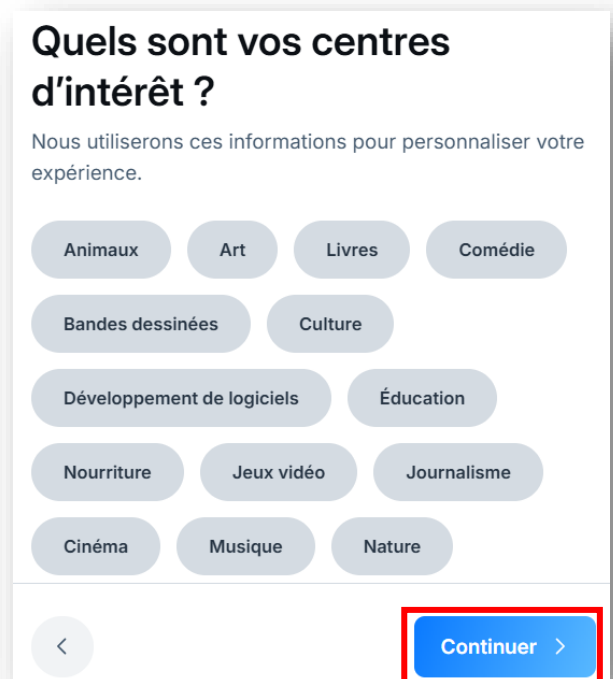 Quels sont vos centres
d’intérêt ?
Nous utiliserons ces informations pour personnaliser votre
expérience.
Animaux Art Livres Comédie
Bandes dessinées Culture
Développement de logiciels Éducation
Nourriture Jeux vidéo Journalisme
Cinéma Musique Nature
Continuer